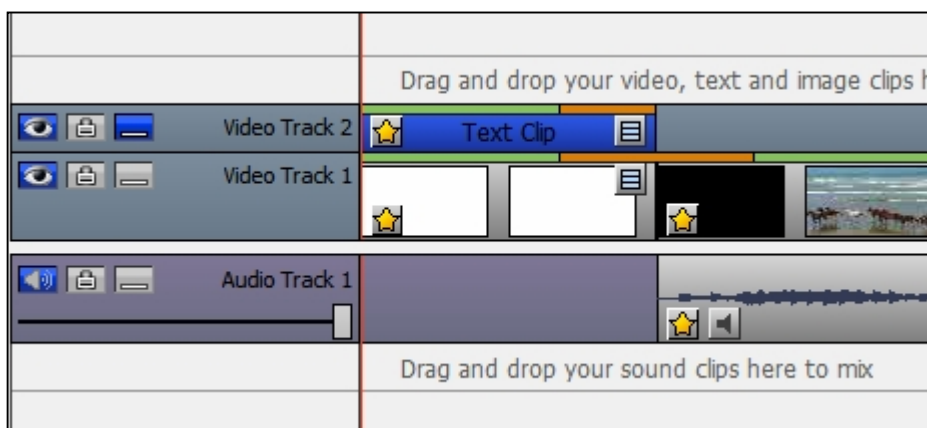 Drag and drop your video, text and image clips
Video Track 2
Text Clip
Video Track 1
Audio Track 1
Drag and drop your sound clips here to mix